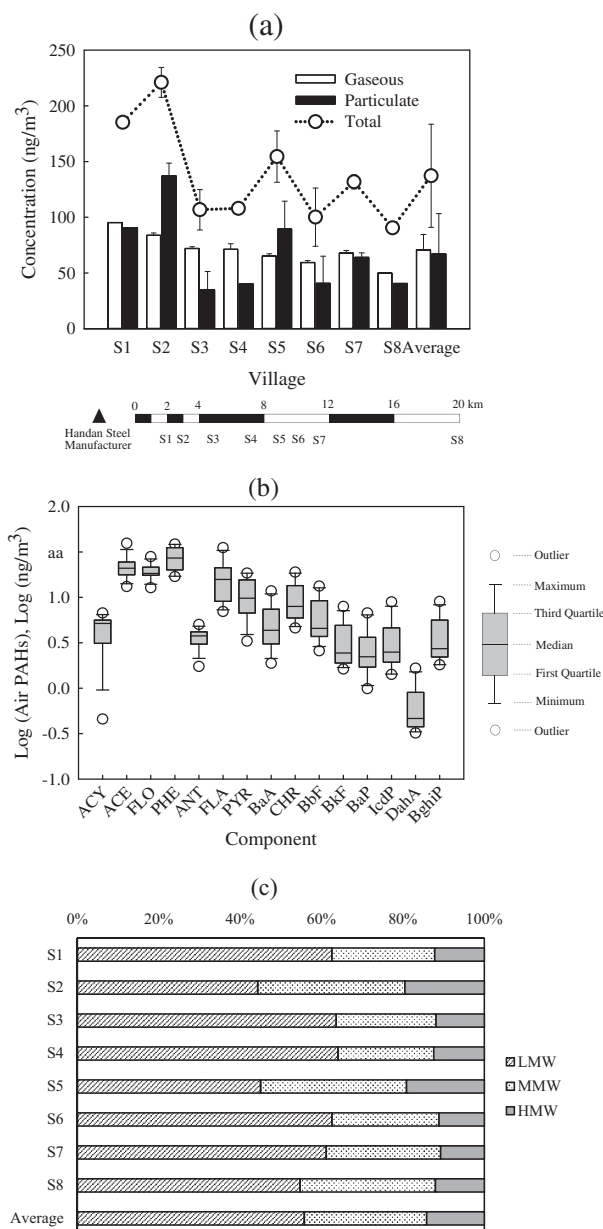 (a)
250
200
150
100
50
0
Concentration (ng/m³)
Gaseous
Particulate
Total
S1 S2 S3 S4 S5 S6 S7 S8Average
Village
0 2 4 8 12 16 20 km
Handan Steel
Manufacturer
S1 S2 S3 S4 S5 S6 S7 S8
(b)
2.0
aa
1.0
0.5
0.0
-0.5
-1.0
Log (Air PAHs), Log (ng/m³)
ACY ACE FLO PHE ANT FLA PYR BaA CHR BbF BkF BaP IcdP DahA BghiP
Component
Outlier
Maximum
Third Quartile
Median
First Quartile
Minimum
Outlier
(c)
0% 20% 40% 60% 80% 100%
S1
S2
S3
S4
S5
S6
S7
S8
Average
LMW
MMW
HMW